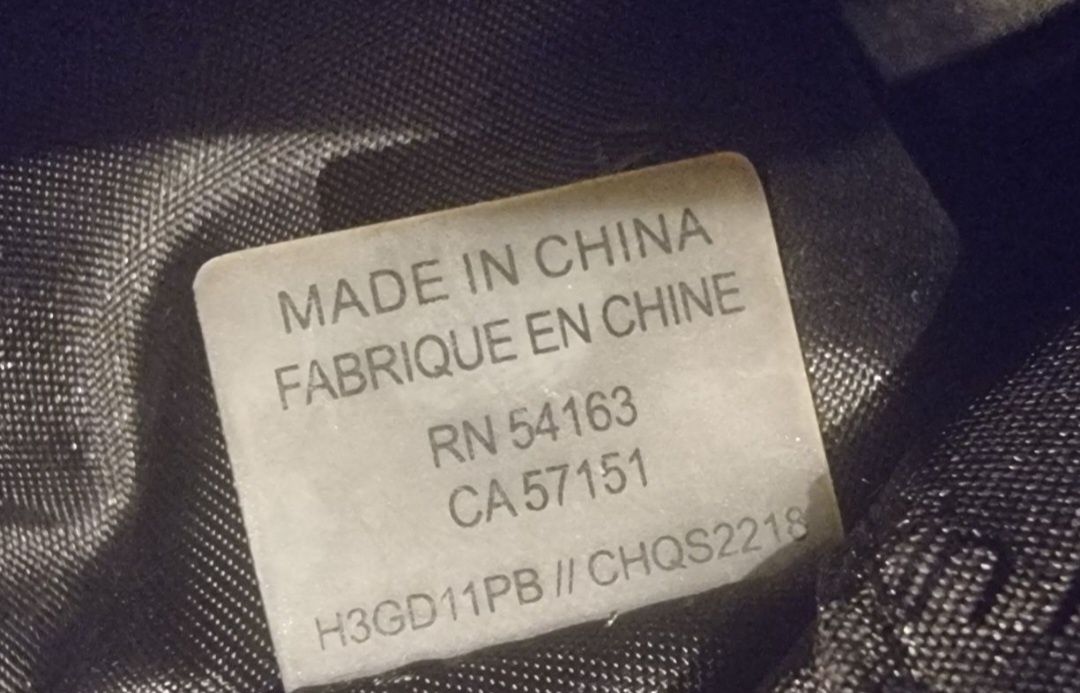 MADE IN CHINA
FABRIQUE EN CHINE
RN 54163
CA 57151
H3GD11PB // CHQS2218